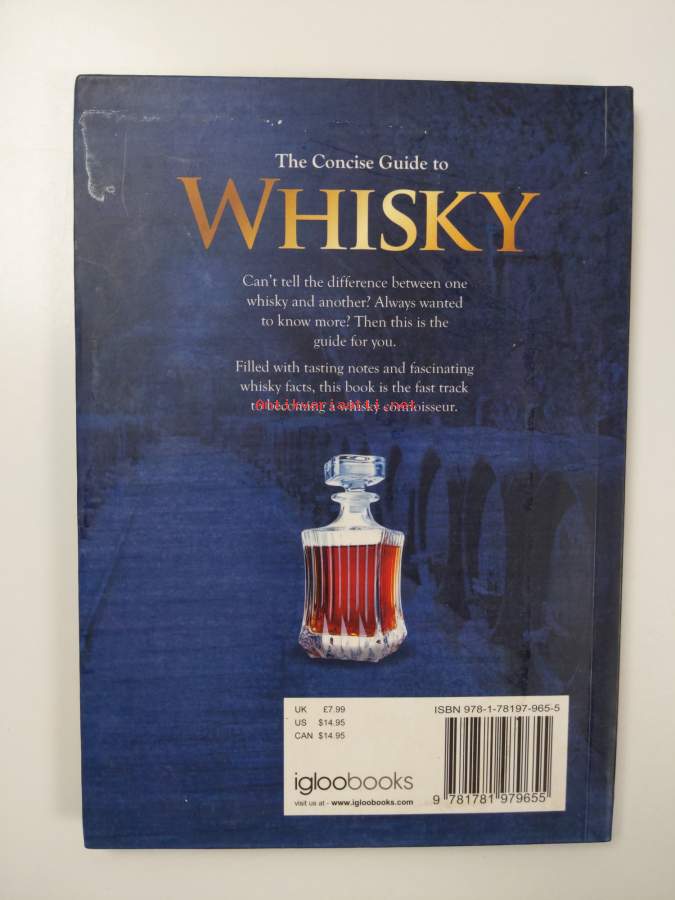 The Concise Guide to
WHISKY
Can't tell the difference between one
whisky and another? Always wanted
to know more? Then this is the
guide for you.
Filled with tasting notes and fascinating
whisky facts, this book is the fast track
to becoming a whisky connoisseur.
Antikvariaatti.net
UK £7.99
US $14.95
CAN $14.95
igloobooks
visit us at - www.igloobooks.com
ISBN 978-1-78197-965-5
9 781781 979655